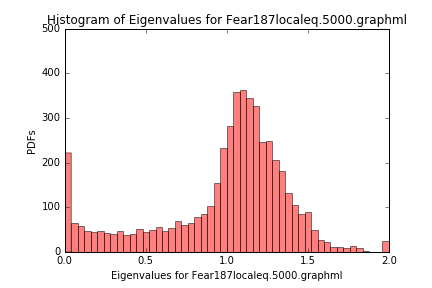 Histogram of Eigenvalues for Fear187localeq.5000.graphml
500
400
300
200
100
0
PDFs
0.0 0.5 1.0 1.5 2.0
Eigenvalues for Fear187localeq.5000.graphml